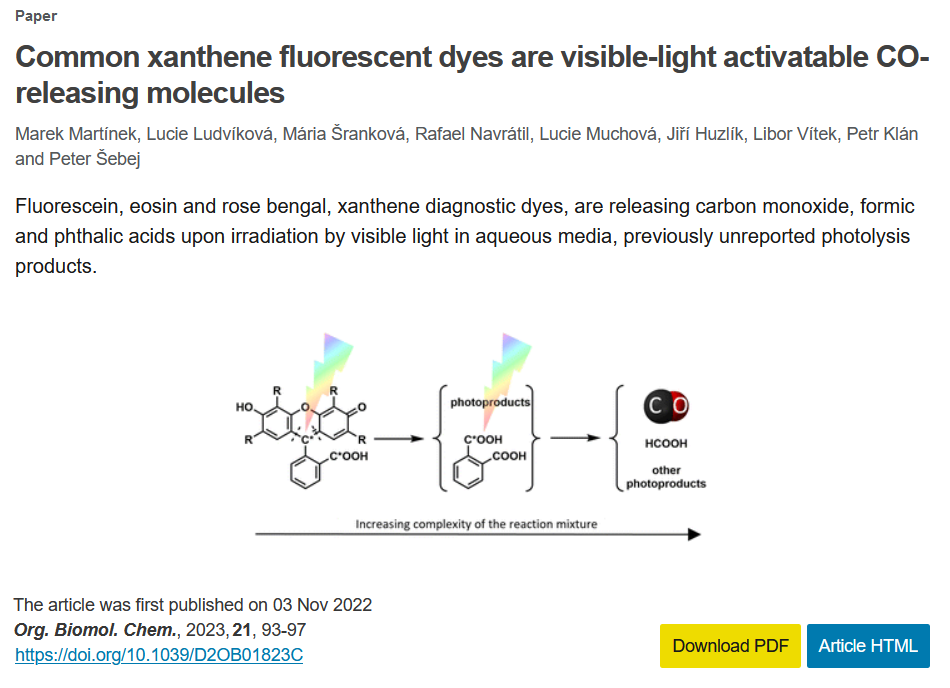 Paper
Common xanthene fluorescent dyes are visible-light activatable CO-
releasing molecules
Marek Martínek, Lucie Ludvíková, Mária Šranková, Rafael Navrátil, Lucie Muchová, Jiří Huzlík, Libor Vítek, Petr Klán
and Peter Šebej
Fluorescein, eosin and rose bengal, xanthene diagnostic dyes, are releasing carbon monoxide, formic
and phthalic acids upon irradiation by visible light in aqueous media, previously unreported photolysis
products.
R R
HO O O
R C* R
C*OOH
photoproducts
C*OOH
COOH
C O
HCOOH
other
photoproducts
Increasing complexity of the reaction mixture
The article was first published on 03 Nov 2022
Org. Biomol. Chem., 2023, 21, 93-97
https://doi.org/10.1039/D2OB01823C
Download PDF
Article HTML